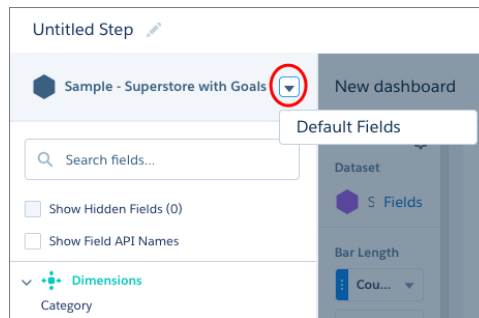 Untitled Step
Sample - Superstore with Goals
New dashboard
Default Fields
Search fields...
Dataset
S Fields
Show Hidden Fields (0)
Show Field API Names
Bar Length
Cou...
Dimensions
Category